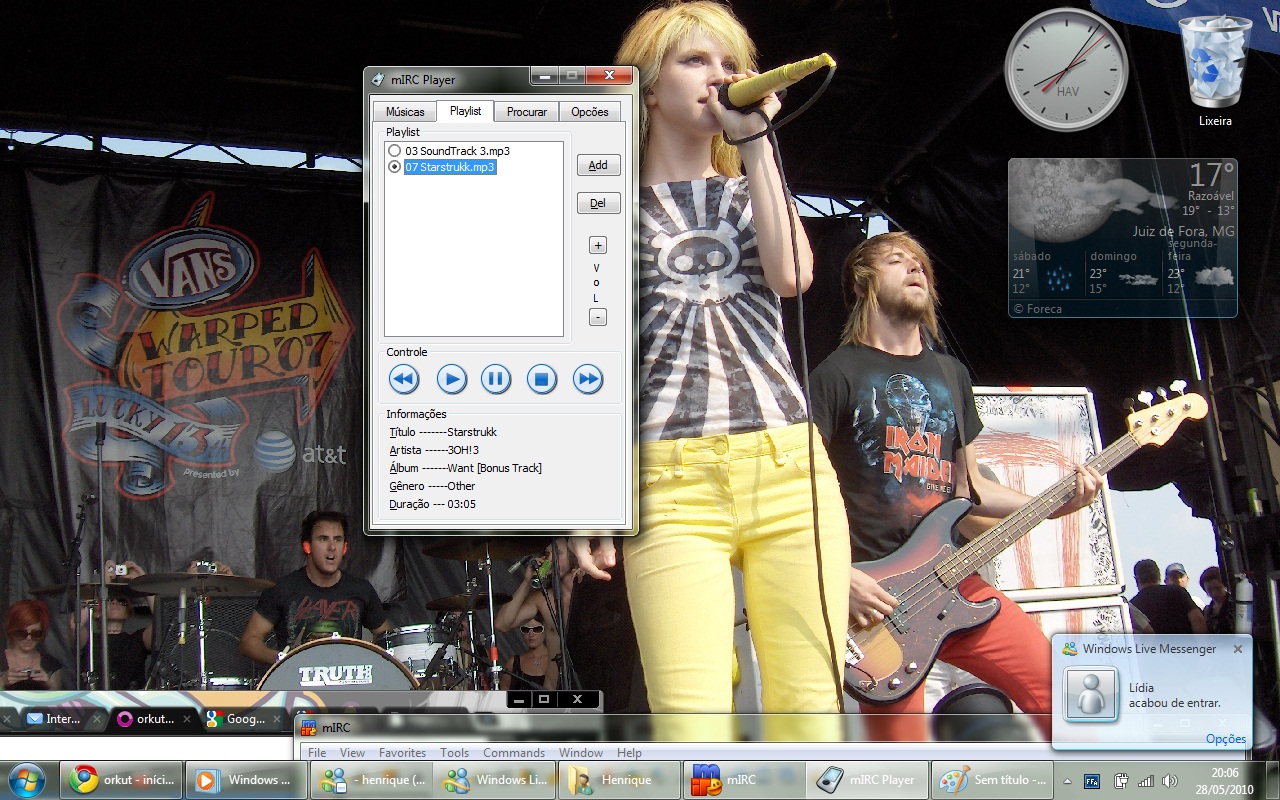 mIRC Player
Músicas
Playlist
Procurar
Opções
Playlist
03 SoundTrack 3.mp3
07 Starstrukk.mp3
Add
Del
+
V
o
L
-
Controle
Informações
Título -------Starstrukk
Artista ------3OH!3
Álbum -------Want [Bonus Track]
Gênero -----Other
Duração --- 03:05
HAV
Lixeira
17°
Razoável
19° - 13°
Juiz de Fora, MG
sábado
21°
12°
domingo
23°
15°
segunda-feira
23°
12°
© Foreca
VANS
WARPED
TOUR'07
LUCKY 13
Presented by
at&t
IRON
MAIDEN
SLAYER
TRUTH
Windows Live Messenger
Lídia
acabou de entrar.
Opções
Inter...
orkut...
Goog...
mIRC
File View Favorites Tools Commands Window Help
orkut - iníci...
Windows ...
- henrique (...
Windows Li...
Henrique
mIRC
mIRC Player
Sem título -...
20:06
28/05/2010